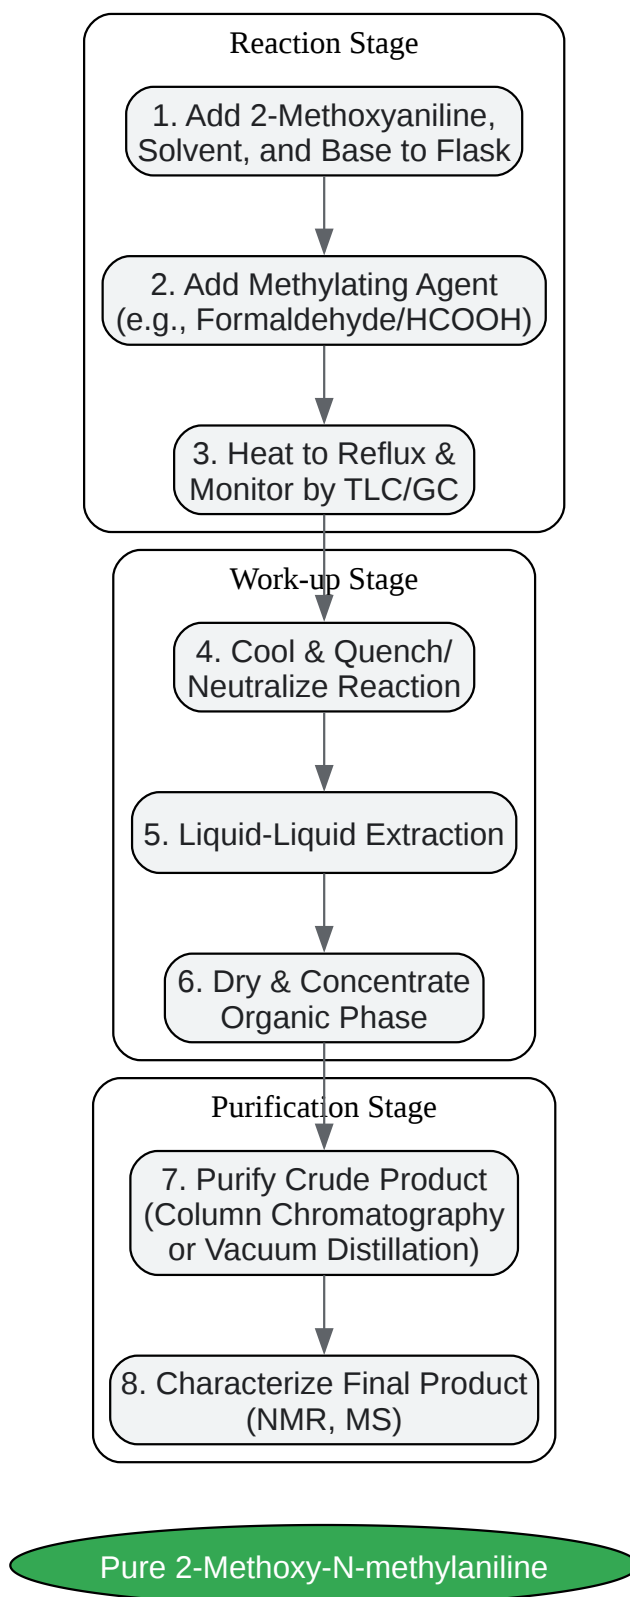 Reaction Stage
1. Add 2-Methoxyaniline,
Solvent, and Base to Flask
2. Add Methylating Agent
(e.g., Formaldehyde/HCOOH)
3. Heat to Reflux &
Monitor by TLC/GC
Work-up Stage
4. Cool & Quench/
Neutralize Reaction
5. Liquid-Liquid Extraction
6. Dry & Concentrate
Organic Phase
Purification Stage
7. Purify Crude Product
(Column Chromatography
or Vacuum Distillation)
8. Characterize Final Product
(NMR, MS)
Pure 2-Methoxy-N-methylaniline